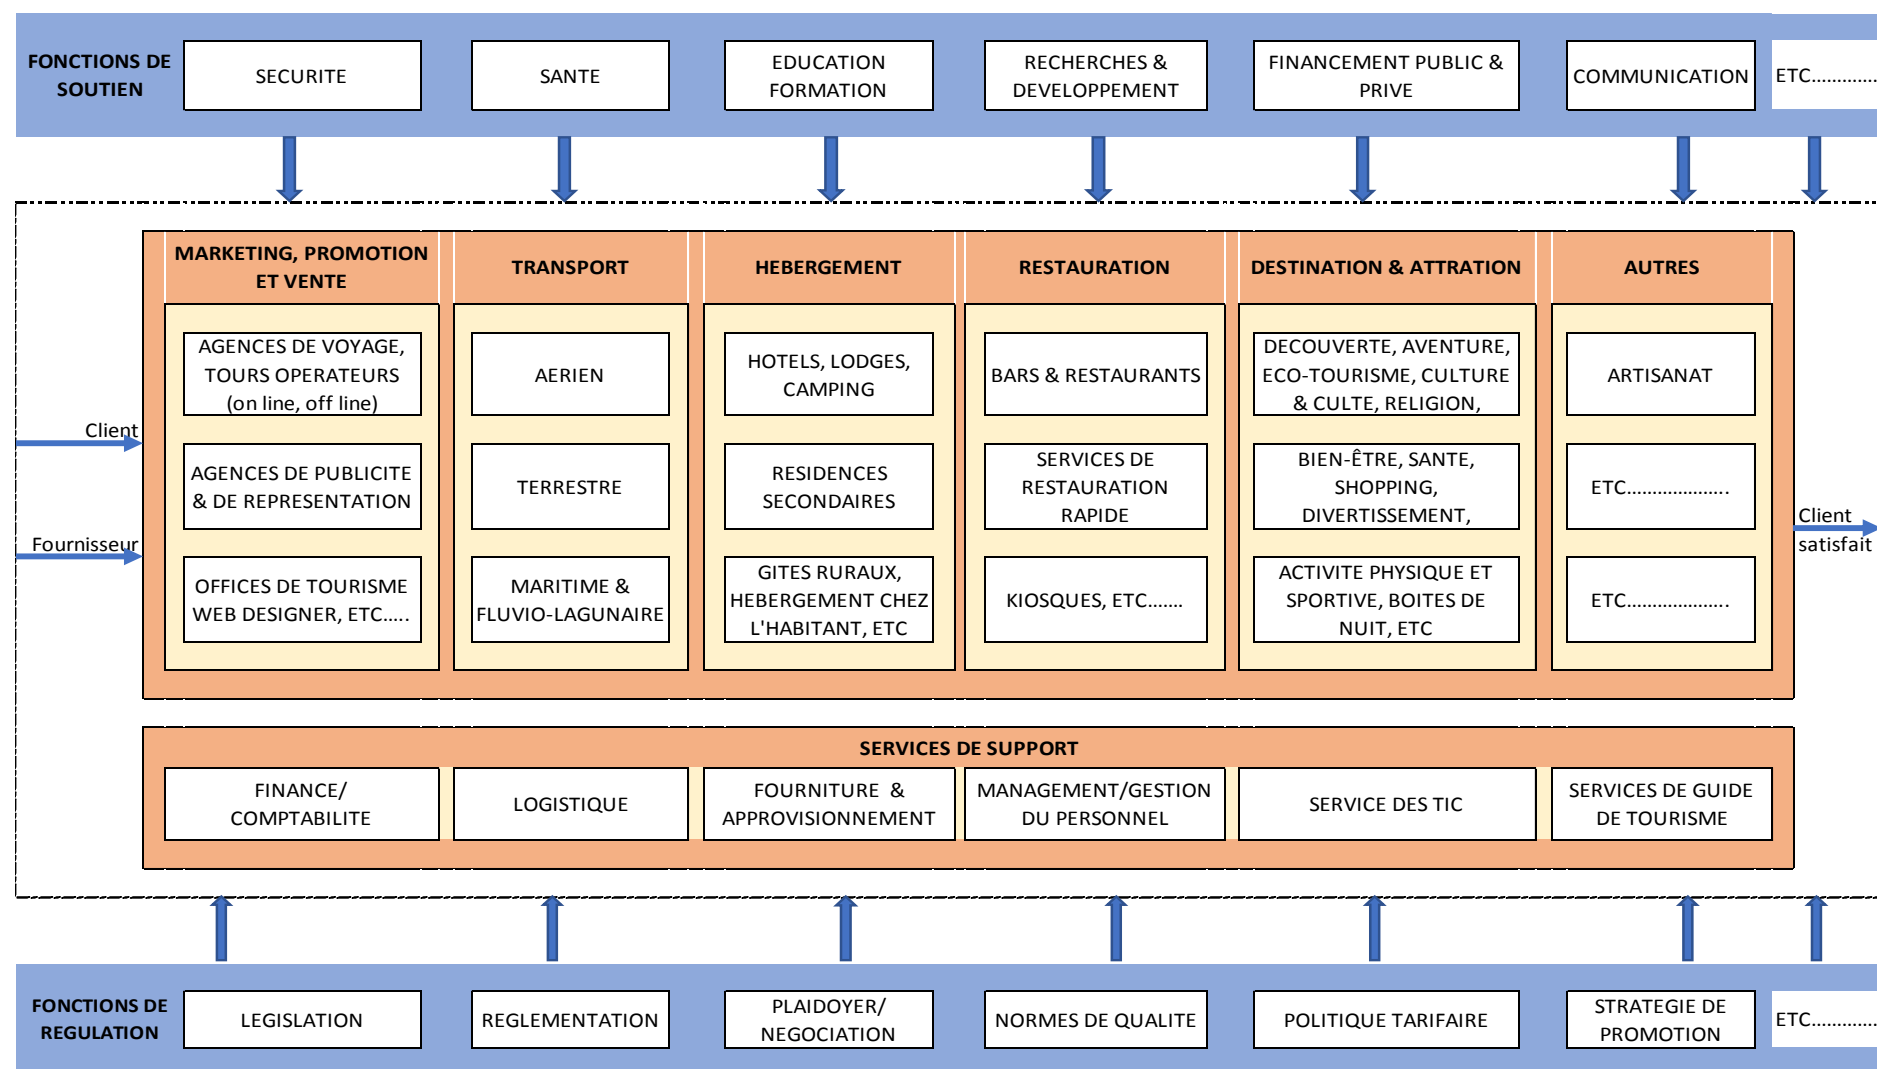 FONCTIONS DE
SOUTIEN
SECURITE
SANTE
EDUCATION
FORMATION
RECHERCHES &
DEVELOPPEMENT
FINANCEMENT PUBLIC &
PRIVE
COMMUNICATION
ETC.............
MARKETING, PROMOTION
ET VENTE
TRANSPORT
HEBERGEMENT
RESTAURATION
DESTINATION & ATTRATION
AUTRES
AGENCES DE VOYAGE,
TOURS OPERATEURS
(on line, off line)
AERIEN
HOTELS, LODGES,
CAMPING
BARS & RESTAURANTS
DECOUVERTE, AVENTURE,
ECO-TOURISME, CULTURE
& CULTE, RELIGION,
ARTISANAT
Client
AGENCES DE PUBLICITE
& DE REPRESENTATION
TERRESTRE
RESIDENCES
SECONDAIRES
SERVICES DE
RESTAURATION
RAPIDE
BIEN-ÊTRE, SANTE,
SHOPPING,
DIVERTISSEMENT,
ETC....................
Client
satisfait
Fournisseur
OFFICES DE TOURISME
WEB DESIGNER, ETC.....
MARITIME &
FLUVIO-LAGUNAIRE
GITES RURAUX,
HEBERGEMENT CHEZ
L'HABITANT, ETC
KIOSQUES, ETC.......
ACTIVITE PHYSIQUE ET
SPORTIVE, BOITES DE
NUIT, ETC
ETC....................
SERVICES DE SUPPORT
FINANCE/
COMPTABILITE
LOGISTIQUE
FOURNITURE &
APPROVISIONNEMENT
MANAGEMENT/GESTION
DU PERSONNEL
SERVICE DES TIC
SERVICES DE GUIDE
DE TOURISME
FONCTIONS DE
REGULATION
LEGISLATION
REGLEMENTATION
PLAIDOYER/
NEGOCIATION
NORMES DE QUALITE
POLITIQUE TARIFAIRE
STRATEGIE DE
PROMOTION
ETC.............